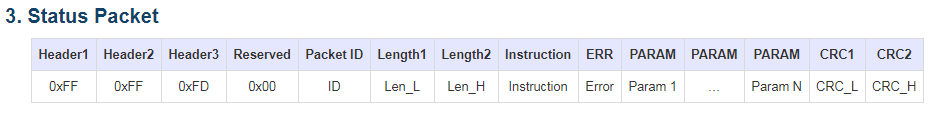 3. Status Packet
Header1 Header2 Header3 Reserved Packet ID Length1 Length2 Instruction ERR PARAM PARAM PARAM CRC1 CRC2
0xFF 0xFF 0xFD 0x00 ID Len_L Len_H Instruction Error Param 1 ... Param N CRC_L CRC_H